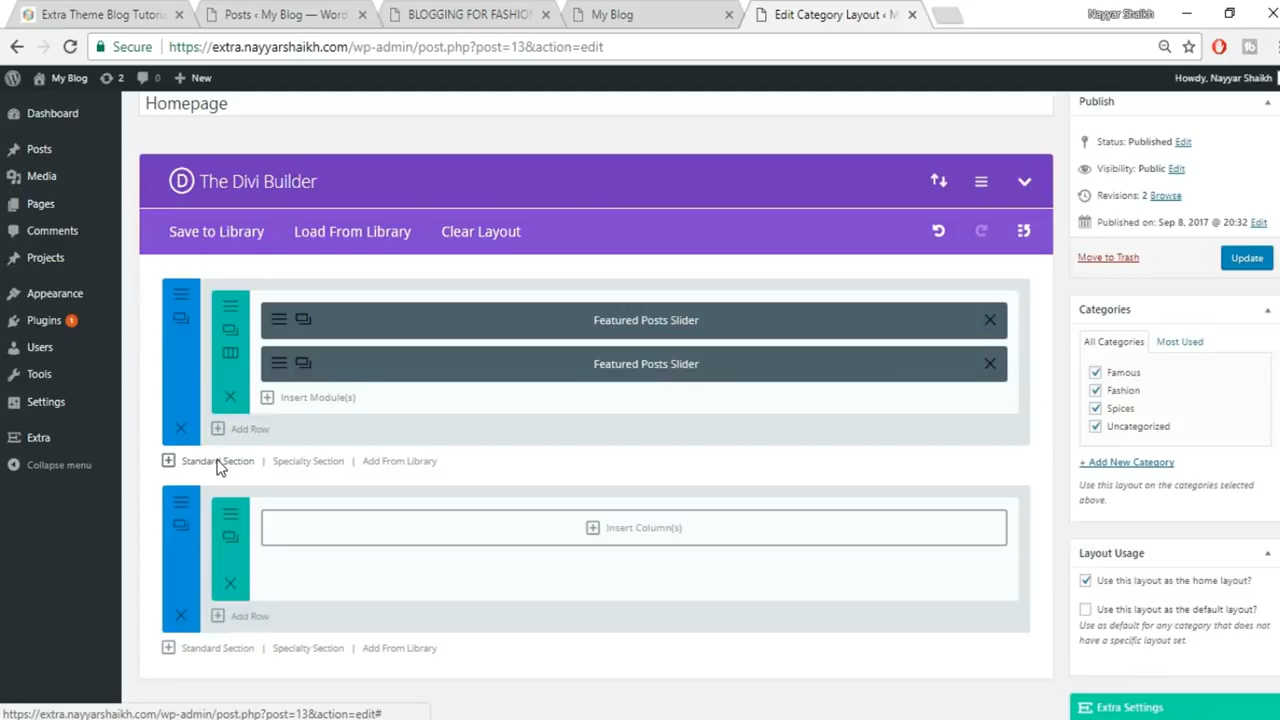 Extra Theme Blog Tutori
Posts ‹ My Blog — Word
BLOGGING FOR FASHIO
My Blog
Edit Category Layout ‹ M
Nayyar Shaikh
Secure
https://extra.nayyarshaikh.com/wp-admin/post.php?post=13&action=edit
My Blog
2
0
New
Howdy, Nayyar Shaikh
Dashboard
Posts
Media
Pages
Comments
Projects
Appearance
Plugins 1
Users
Tools
Settings
Extra
Collapse menu
Homepage
D The Divi Builder
Save to Library
Load From Library
Clear Layout
Featured Posts Slider
Featured Posts Slider
Insert Module(s)
Add Row
Standard Section | Specialty Section | Add From Library
Insert Column(s)
Add Row
Standard Section | Specialty Section | Add From Library
Publish
Status: Published Edit
Visibility: Public Edit
Revisions: 2 Browse
Published on: Sep 8, 2017 @ 20:32 Edit
Move to Trash
Update
Categories
All Categories
Most Used
Famous
Fashion
Spices
Uncategorized
+ Add New Category
Use this layout on the categories selected
above.
Layout Usage
Use this layout as the home layout?
Use this layout as the default layout?
Use as default for any category that does not
have a specific layout set.
Extra Settings
https://extra.nayyarshaikh.com/wp-admin/post.php?post=13&action=edit#